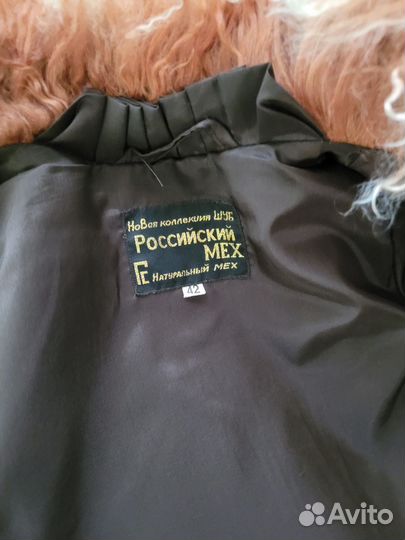 НоВая коллекция ШУБ
Российский
МЕХ
Натуральный мех
42
Avito